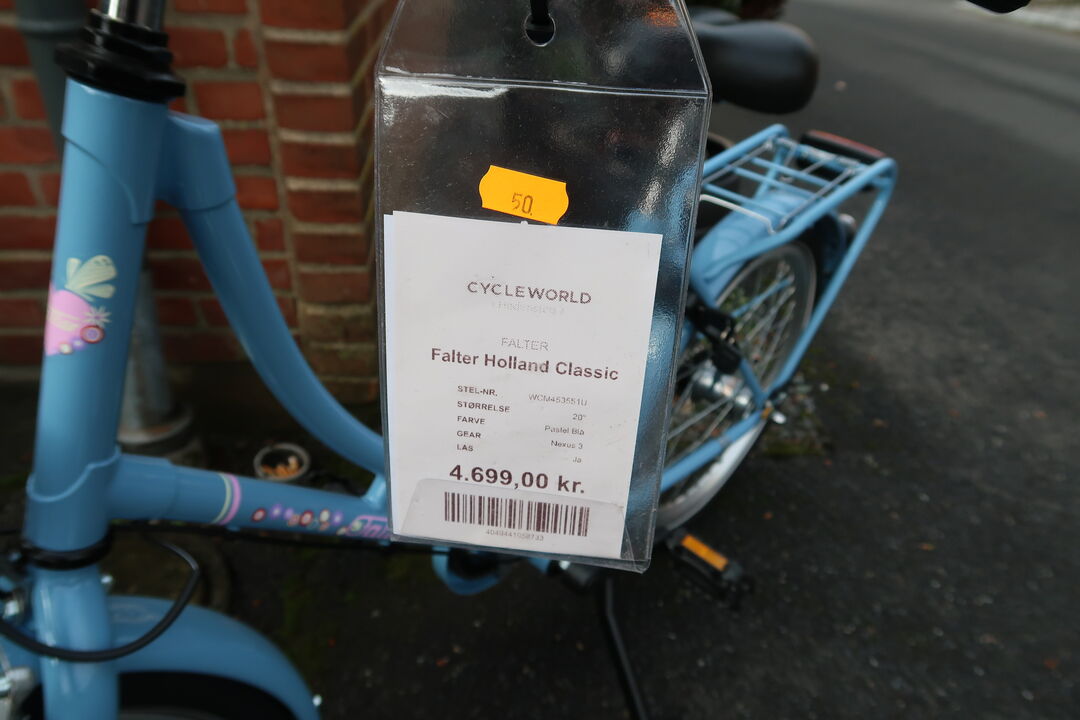 50.
CYCLEWORLD
FALTER
Falter Holland Classic
STEL-NR. WCM453551U
STØRRELSE 20"
FARVE Pastel Blå
GEAR Nexus 3
LÅS Ja
4.699,00 kr.